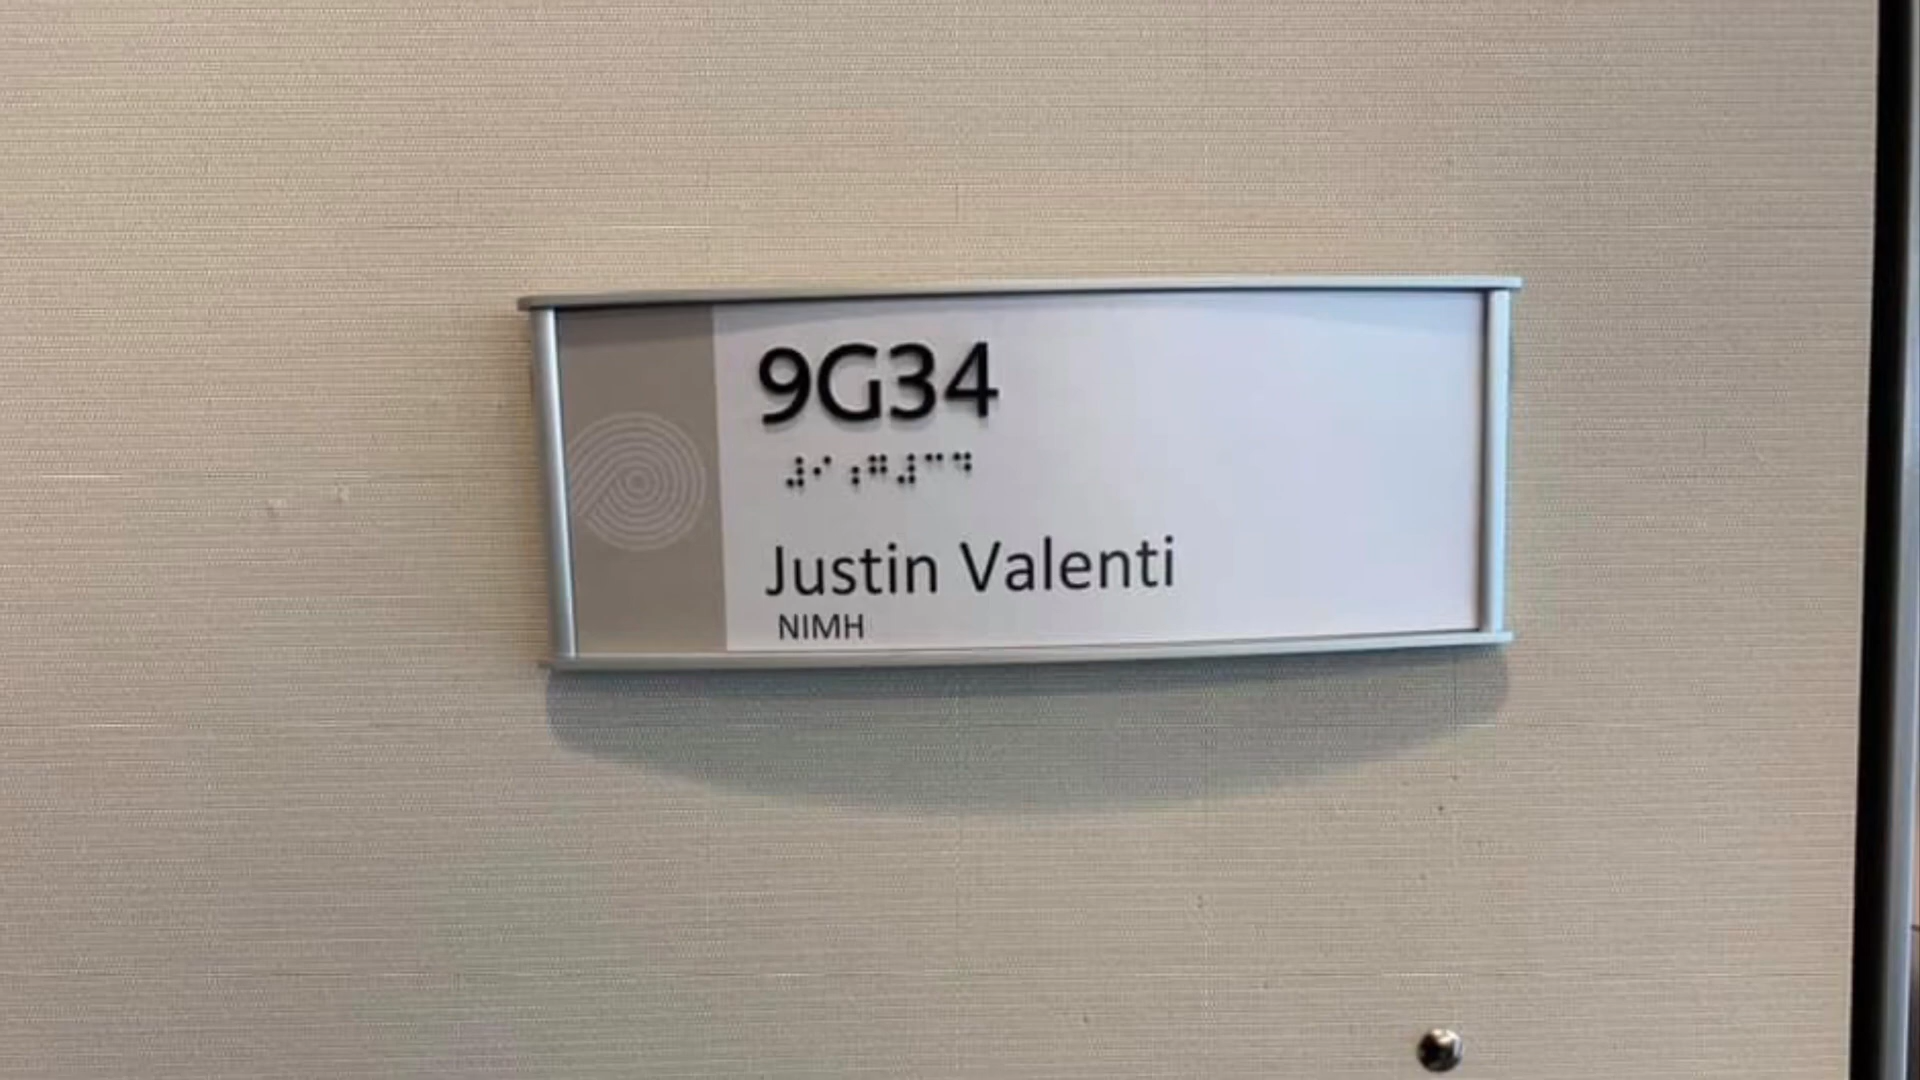 9G34
⠼⠊⠰⠛⠼⠉⠙
Justin Valenti
NIMH